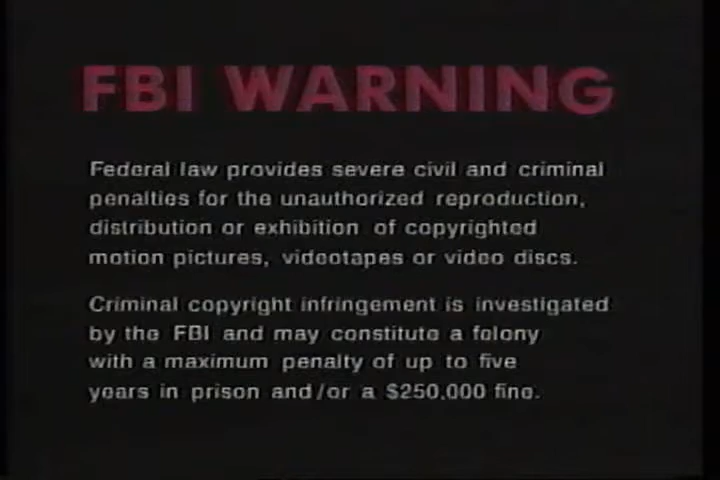 FBI WARNING
Federal law provides severe civil and criminal
penalties for the unauthorized reproduction,
distribution or exhibition of copyrighted
motion pictures, videotapes or video discs.
Criminal copyright infringement is investigated
by the FBI and may constitute a felony
with a maximum penalty of up to five
years in prison and/or a $250,000 fine.